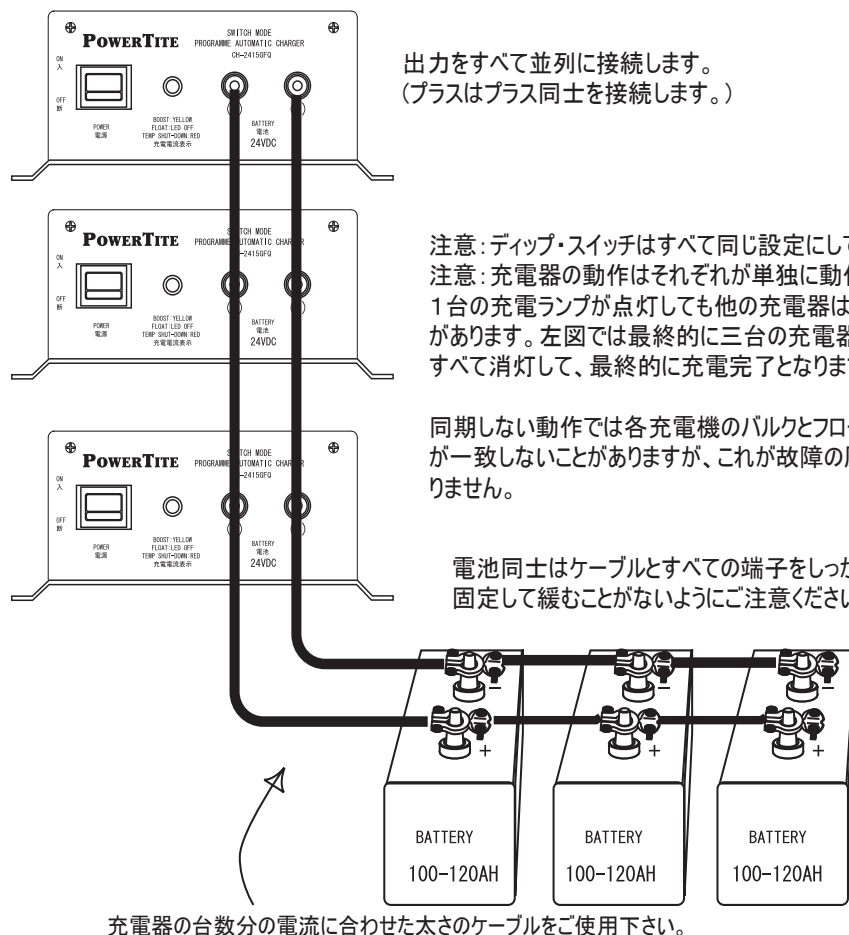 POWERTITE
SWITCH MODE
PROGRAMME AUTOMATIC CHARGER
CH-2415GFQ
ON
入
OFF
断
POWER
電源
BOOST:YELLOW
FLOAT:LED OFF
TEMP SHUT-DOWN:RED
充電電流表示
BATTERY
電池
24VDC
出力をすべて並列に接続します。
(プラスはプラス同士を接続します。)
POWERTITE
TCH MODE
PROGRAMME UTOMATIC CHA GER
-2415GFQ
ON
入
OFF
断
POWER
電源
BOOST:YELLOW
FLOAT:LED OFF
TEMP SHUT-DOWN:RED
充電電流表示
BATTERY
電池
24VDC
注意:ディップ・スイッチはすべて同じ設定にして
注意:充電器の動作はそれぞれが単独に動作
1台の充電ランプが点灯しても他の充電器は
があります。左図では最終的に三台の充電器
すべて消灯して、最終的に充電完了となりま
同期しない動作では各充電機のバルクとフロー
が一致しないことがありますが、これが故障の
りません。
POWERTITE
TCH MODE
PROGRAMME UTOMATIC CHA GER
-2415GFQ
ON
入
OFF
断
POWER
電源
BOOST:YELLOW
FLOAT:LED OFF
TEMP SHUT-DOWN:RED
充電電流表示
BATTERY
電池
24VDC
電池同士はケーブルとすべての端子をしっか
固定して緩むことがないようにご注意くださ
− − −
+ + +
BATTERY BATTERY BATTERY
100-120AH 100-120AH 100-120AH
充電器の台数分の電流に合わせた太さのケーブルをご使用下さい。